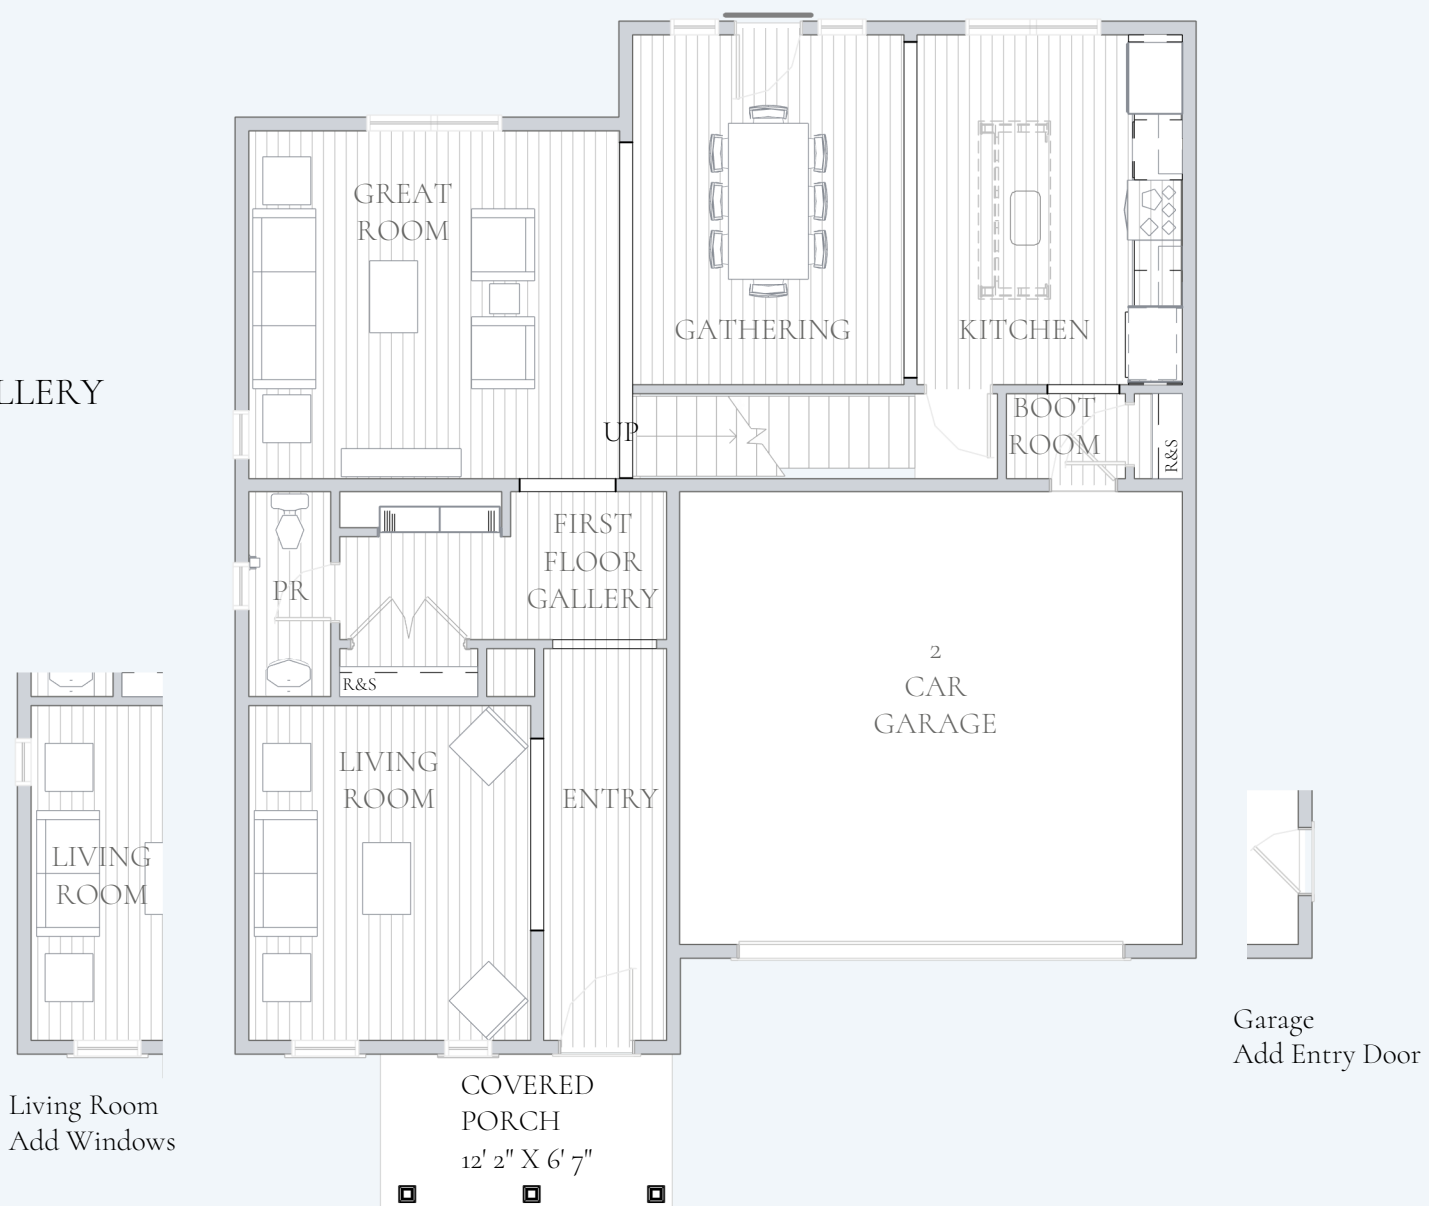 GREAT
ROOM
GATHERING
KITCHEN
LLERY
UP
BOOT
ROOM
R&S
FIRST
FLOOR
GALLERY
PR
R&S
2
CAR
GARAGE
LIVING
ROOM
ENTRY
LIVING
ROOM
Living Room
Add Windows
COVERED
PORCH
12' 2" X 6' 7"
Garage
Add Entry Door